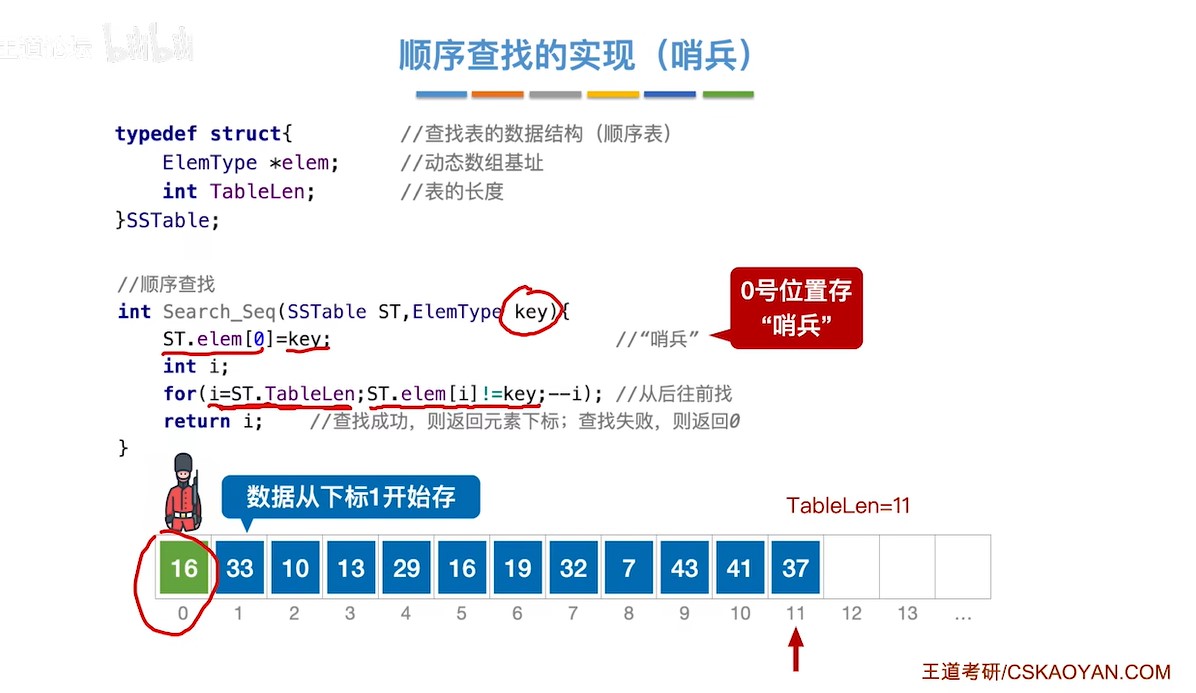 王道论坛 bilibili
顺序查找的实现（哨兵）
typedef struct{ //查找表的数据结构（顺序表）
ElemType *elem; //动态数组基址
int TableLen; //表的长度
}SSTable;
//顺序查找
int Search_Seq(SSTable ST,ElemType key){
ST.elem[0]=key; //“哨兵”
int i;
for(i=ST.TableLen;ST.elem[i]!=key;--i); //从后往前找
return i; //查找成功，则返回元素下标；查找失败，则返回0
}
0号位置存
“哨兵”
数据从下标1开始存
TableLen=11
16 33 10 13 29 16 19 32 7 43 41 37
0 1 2 3 4 5 6 7 8 9 10 11 12 13 ...
王道考研/CSKAOYAN.COM